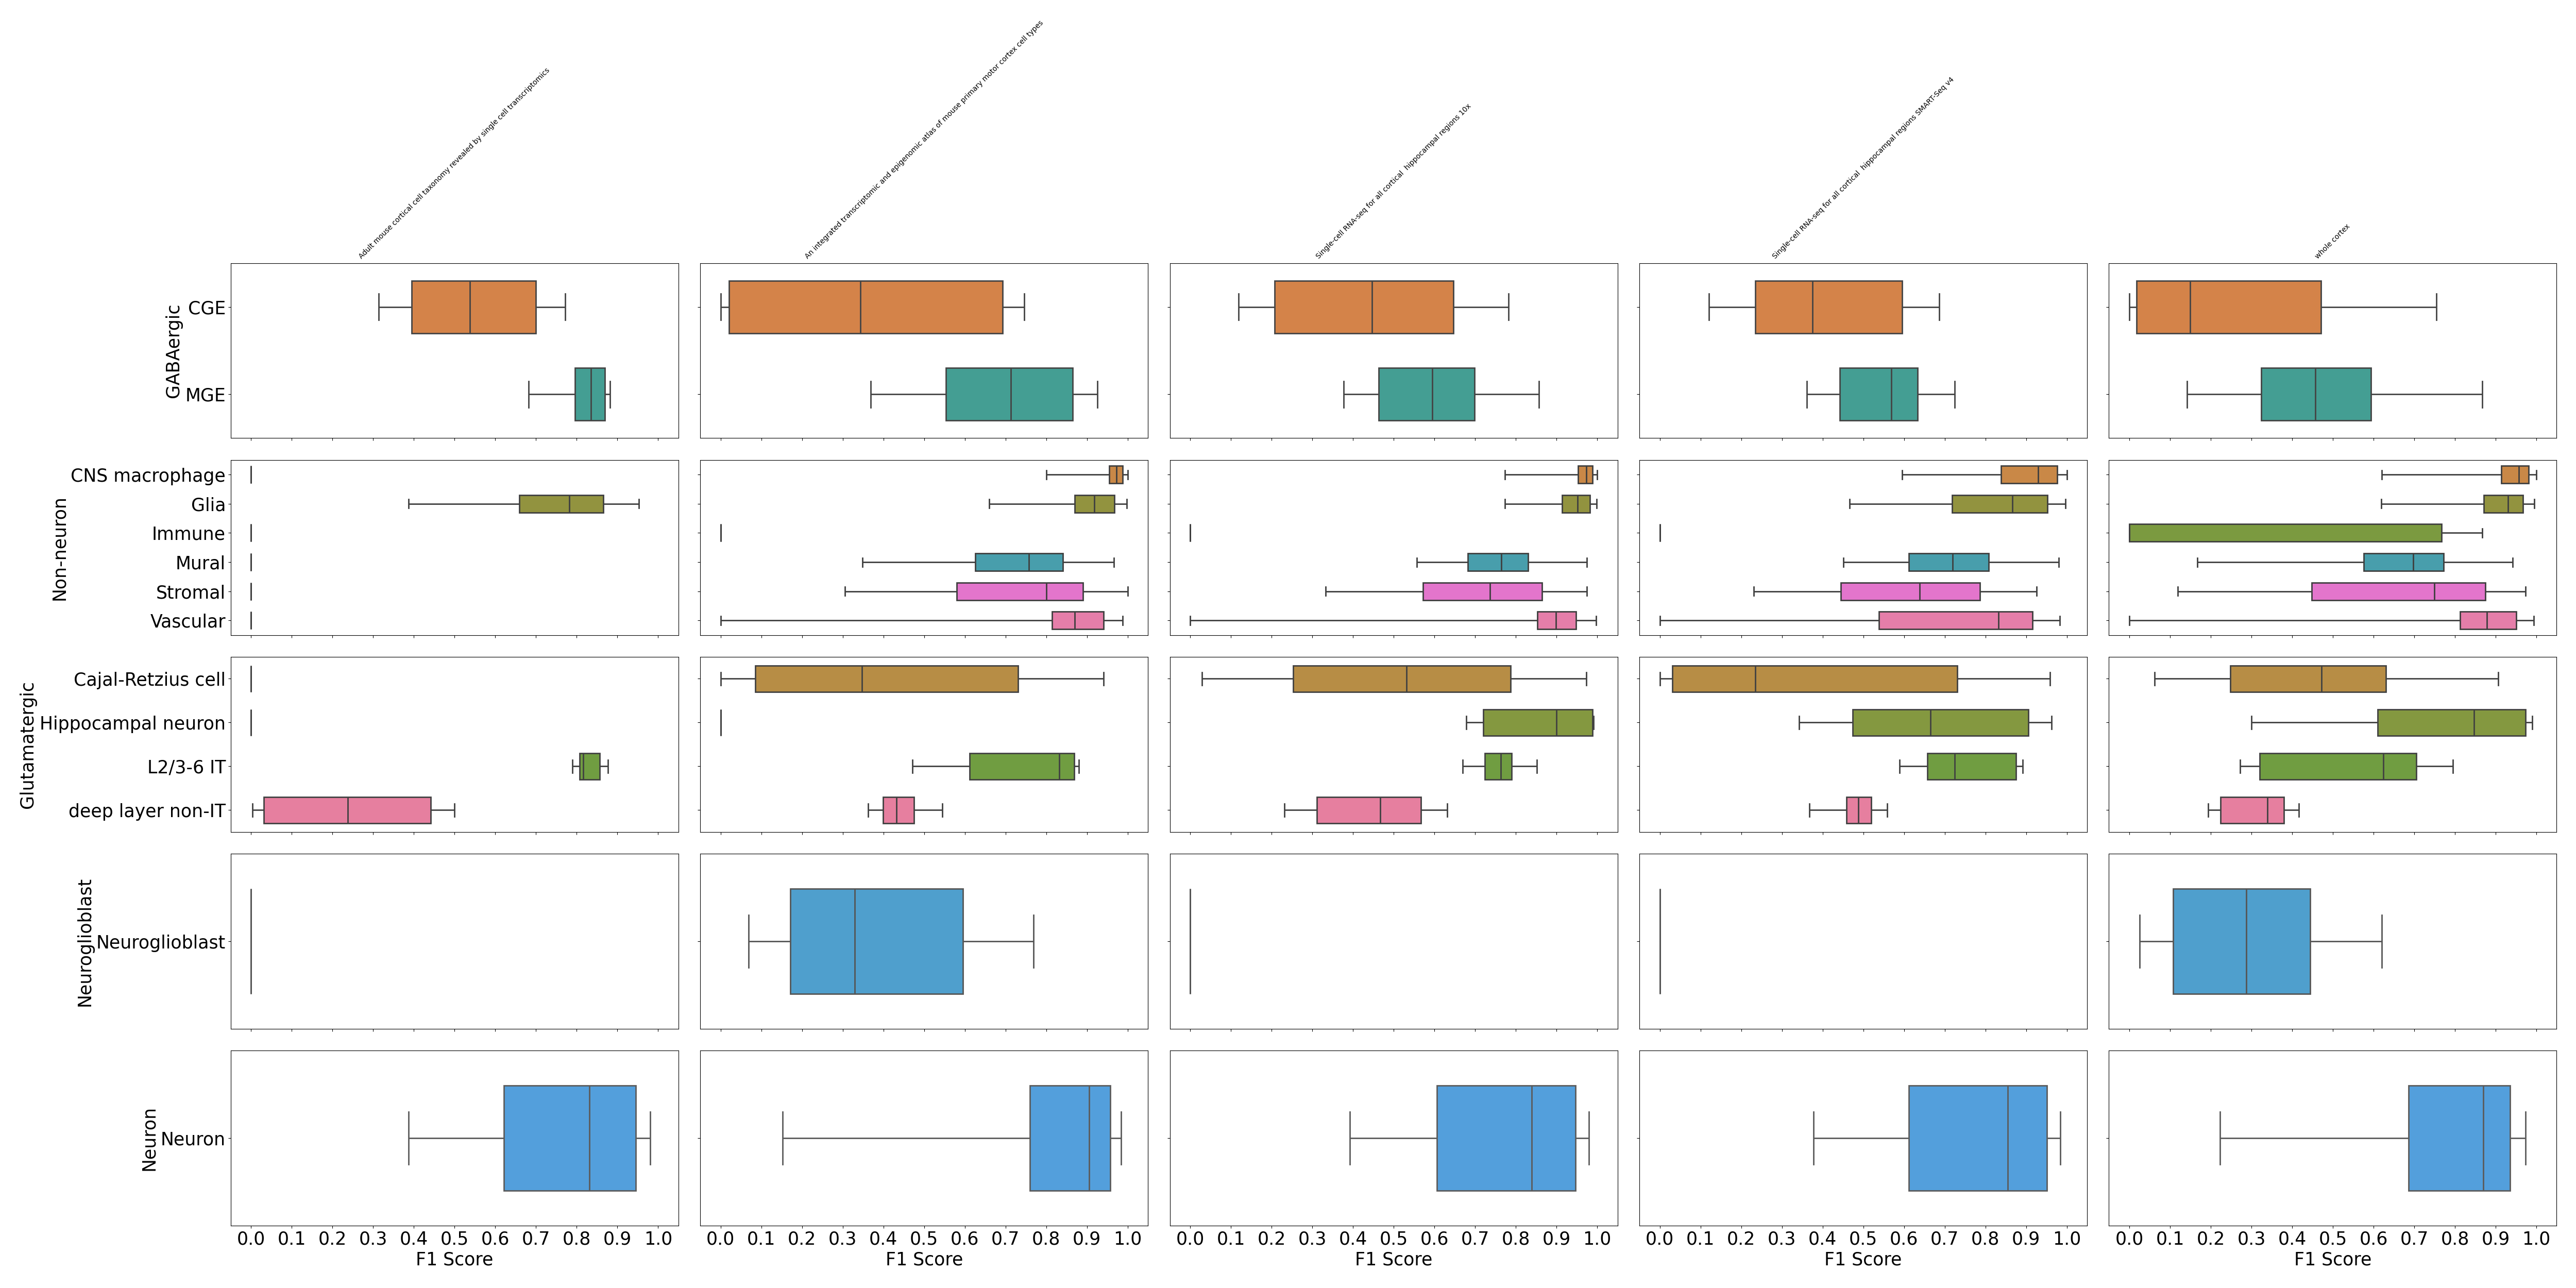 Adult mouse cortical cell taxonomy revealed by single cell transcriptomics
An integrated transcriptomic and epigenomic atlas of mouse primary motor cortex cell types
Single-cell RNA-seq for all cortical  hippocampal regions 10x
Single-cell RNA-seq for all cortical  hippocampal regions SMART-Seq v4
whole cortex
GABAergic
CGE
MGE
Non-neuron
CNS macrophage
Glia
Immune
Mural
Stromal
Vascular
Glutamatergic
Cajal-Retzius cell
Hippocampal neuron
L2/3-6 IT
deep layer non-IT
Neuroglioblast
Neuroglioblast
Neuron
Neuron
0.0 0.1 0.2 0.3 0.4 0.5 0.6 0.7 0.8 0.9 1.0
F1 Score
0.0 0.1 0.2 0.3 0.4 0.5 0.6 0.7 0.8 0.9 1.0
F1 Score
0.0 0.1 0.2 0.3 0.4 0.5 0.6 0.7 0.8 0.9 1.0
F1 Score
0.0 0.1 0.2 0.3 0.4 0.5 0.6 0.7 0.8 0.9 1.0
F1 Score
0.0 0.1 0.2 0.3 0.4 0.5 0.6 0.7 0.8 0.9 1.0
F1 Score